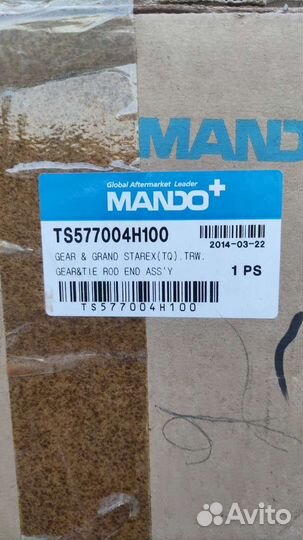 MANDO
Global Aftermarket Leader
MANDO+
TS577004H100
2014-03-22
GEAR & GRAND STAREX(TQ).TRW.
GEAR&TIE ROD END ASS'Y
1 PS
TS577004H100
Avito